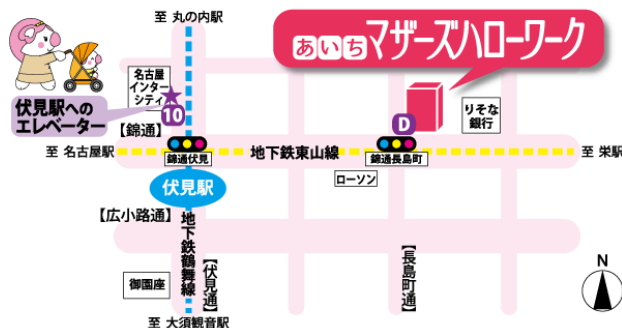 至 丸の内駅
あいち マザーズハローワーク
名古屋
インター
シティ
伏見駅への
エレベーター
10
【錦通】
D
りそな
銀行
至 名古屋駅
錦通伏見
地下鉄東山線
錦通長島町
至 栄駅
ローソン
伏見駅
【広小路通】
地下鉄鶴舞線
御園座
【伏見通】
【長島町通】
N
至 大須観音駅